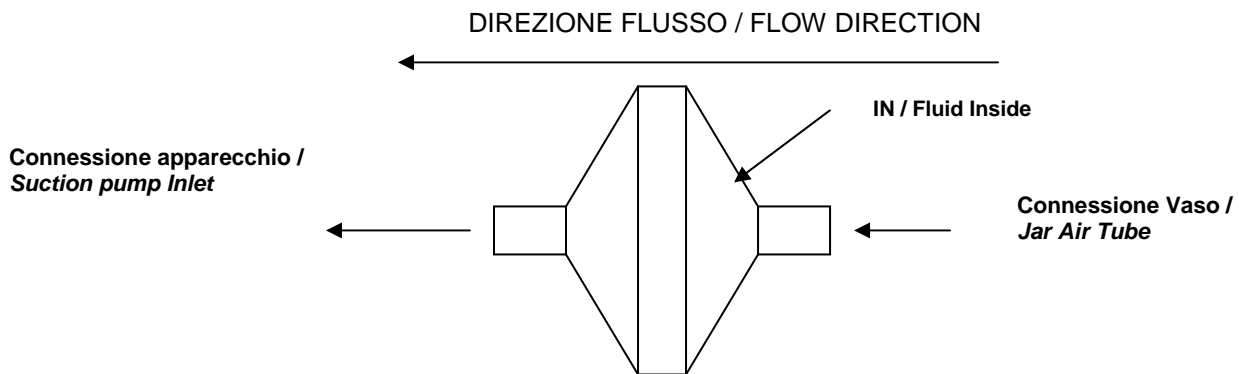 DIREZIONE FLUSSO / FLOW DIRECTION
IN / Fluid Inside
Connessione apparecchio /
Suction pump Inlet
Connessione Vaso /
Jar Air Tube